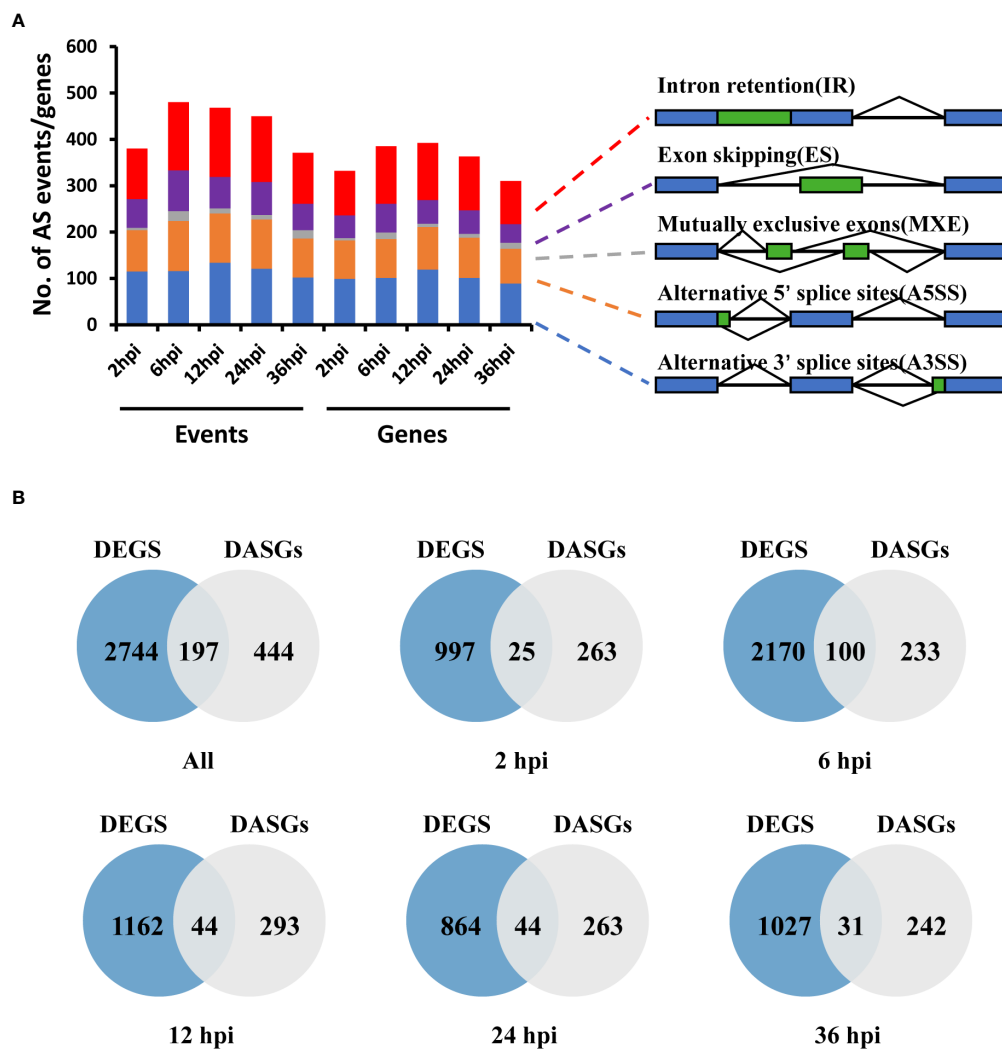 A
No. of AS events/genes
600
500
400
300
200
100
0
2hpi
6hpi
12hpi
24hpi
36hpi
2hpi
6hpi
12hpi
24hpi
36hpi
Events
Genes
Intron retention(IR)
Exon skipping(ES)
Mutually exclusive exons(MXE)
Alternative 5’ splice sites(A5SS)
Alternative 3’ splice sites(A3SS)
B
DEGS DASGs
2744 197 444
All
DEGS DASGs
997 25 263
2 hpi
DEGS DASGs
2170 100 233
6 hpi
DEGS DASGs
1162 44 293
12 hpi
DEGS DASGs
864 44 263
24 hpi
DEGS DASGs
1027 31 242
36 hpi